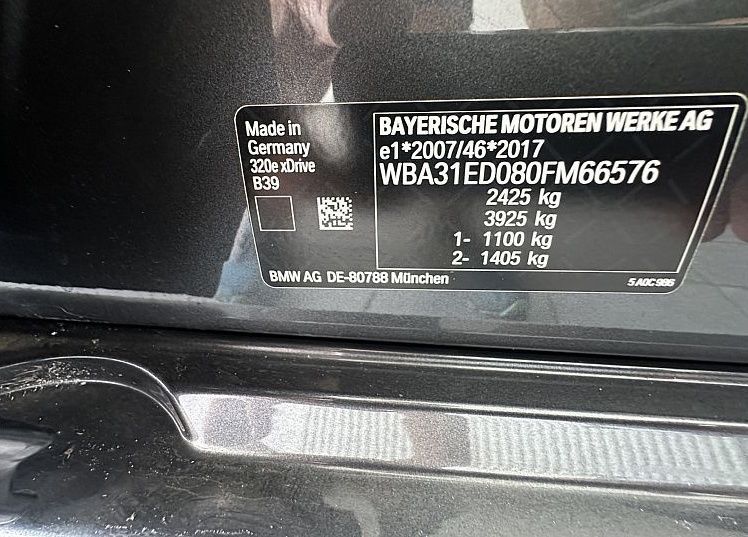 Made in
Germany
320e xDrive
B39
BAYERISCHE MOTOREN WERKE AG
e1*2007/46*2017
WBA31ED080FM66576
2425 kg
3925 kg
1- 1100 kg
2- 1405 kg
BMW AG DE-80788 München
5 A0C 986